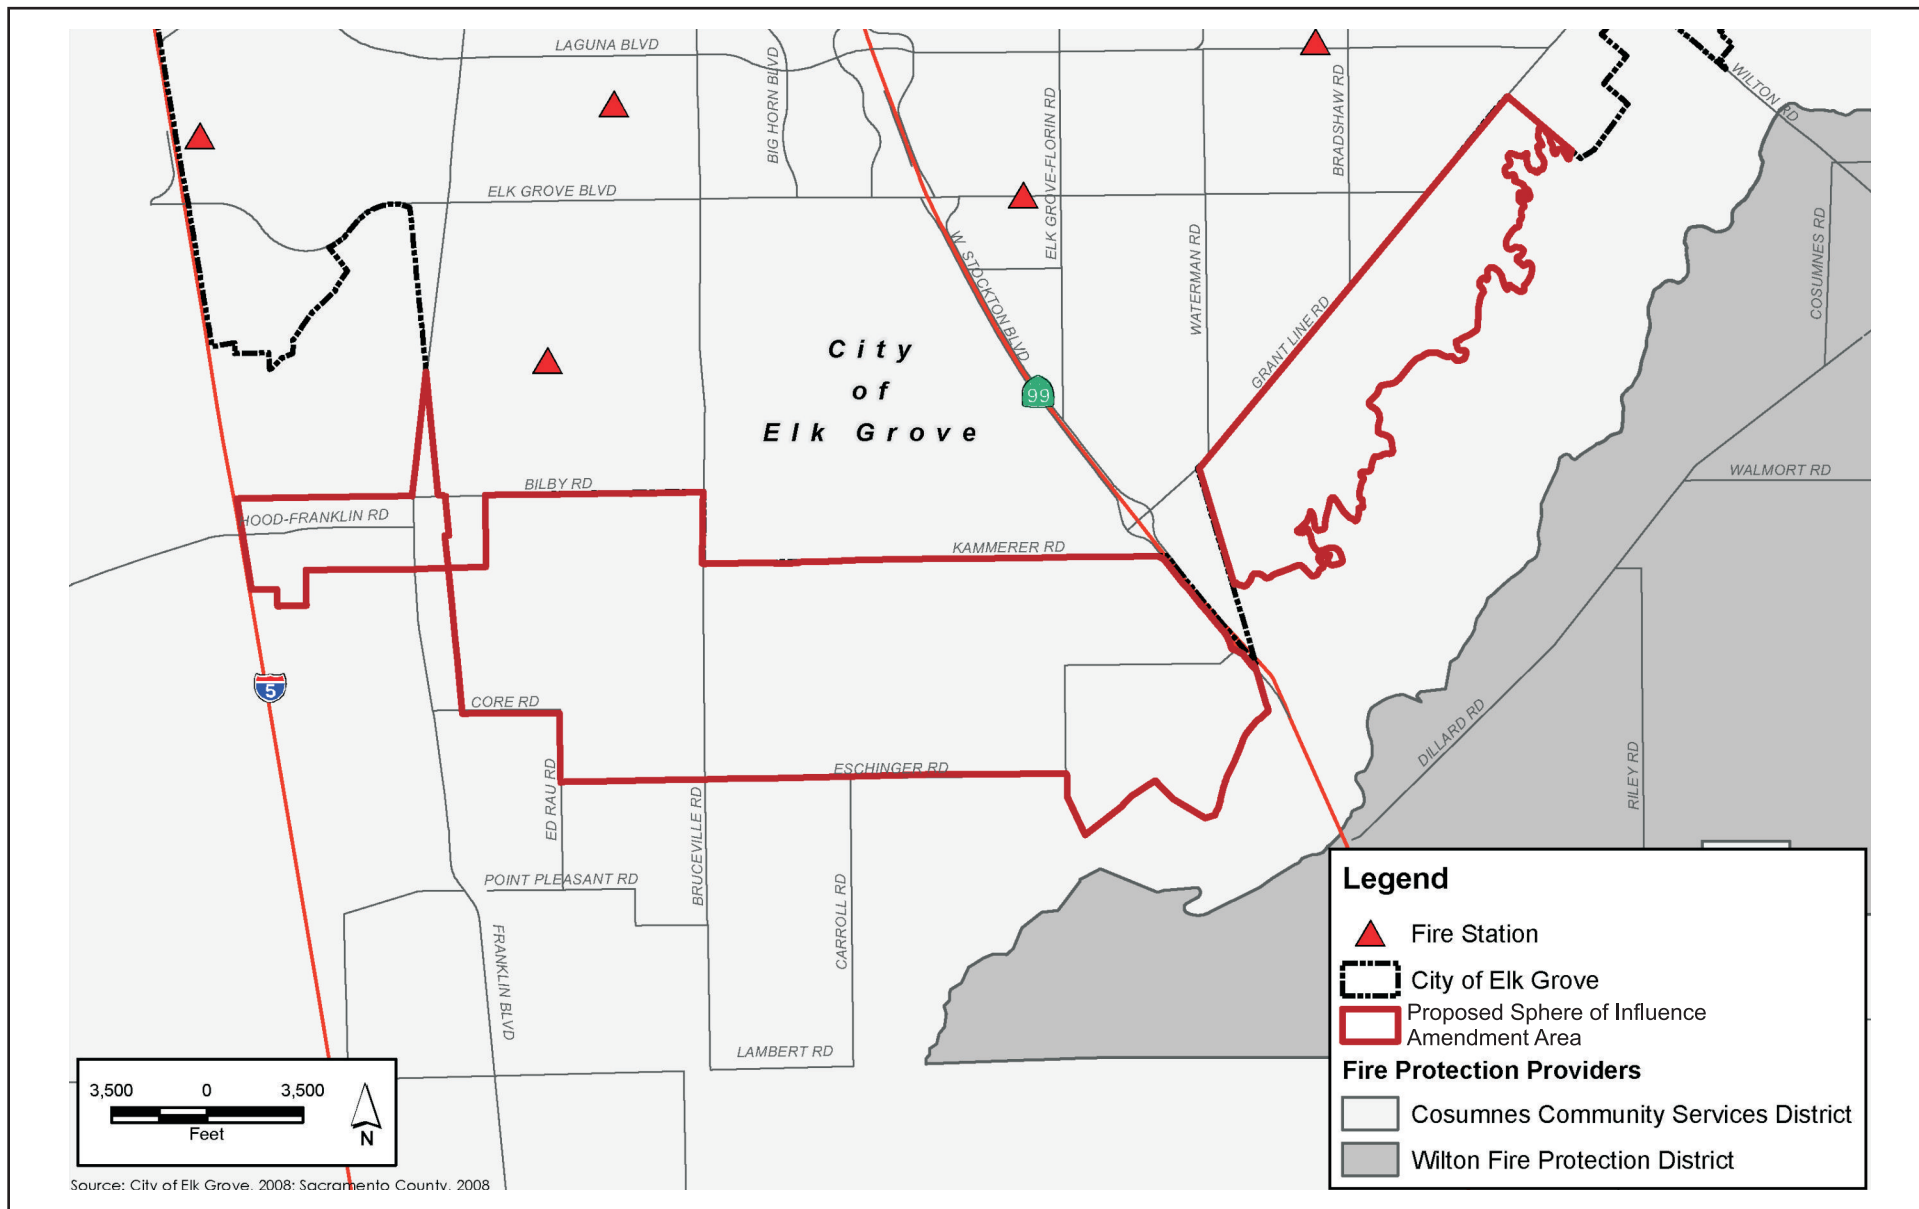 LAGUNA BLVD
BIG HORN BLVD
ELK GROVE-FLORIN RD
BRADSHAW RD
WILTON RD
ELK GROVE BLVD
W. STOCKTON BLVD
WATERMAN RD
GRANT LINE RD
COSUMNES RD
City
of
Elk Grove
99
BILBY RD
HOOD-FRANKLIN RD
KAMMERER RD
WALMORT RD
5
CORE RD
ED RAU RD
BRUCEVILLE RD
ESCHINGER RD
DILLARD RD
RILEY RD
POINT PLEASANT RD
CARROLL RD
FRANKLIN BLVD
LAMBERT RD
3,500 0 3,500
Feet
N
Source: City of Elk Grove, 2008; Sacramento County, 2008
Legend
Fire Station
City of Elk Grove
Proposed Sphere of Influence
Amendment Area
Fire Protection Providers
Cosumnes Community Services District
Wilton Fire Protection District